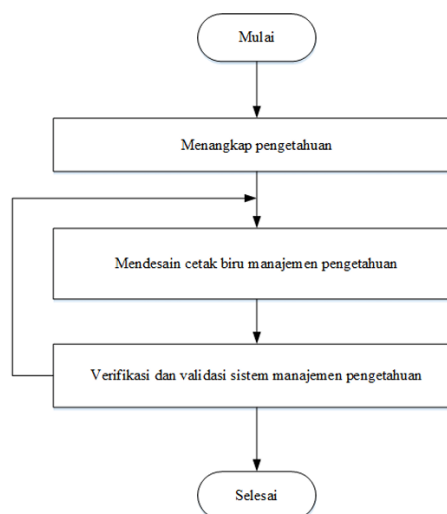 Mulai
Menangkap pengetahuan
Mendesain cetak biru manajemen pengetahuan
Verifikasi dan validasi sistem manajemen pengetahuan
Selesai